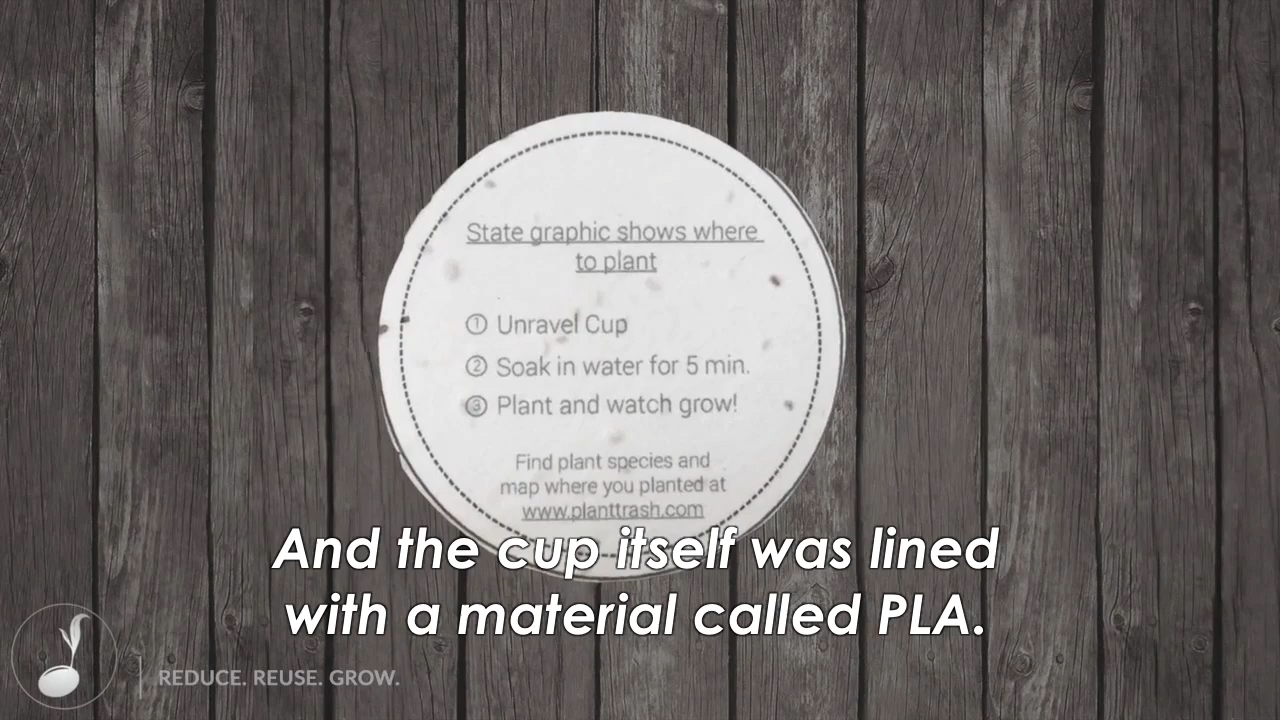 State graphic shows where
to plant
① Unravel Cup
② Soak in water for 5 min.
③ Plant and watch grow!
Find plant species and
map where you planted at
www.planttrash.com
And the cup itself was lined
with a material called PLA.
REDUCE. REUSE. GROW.